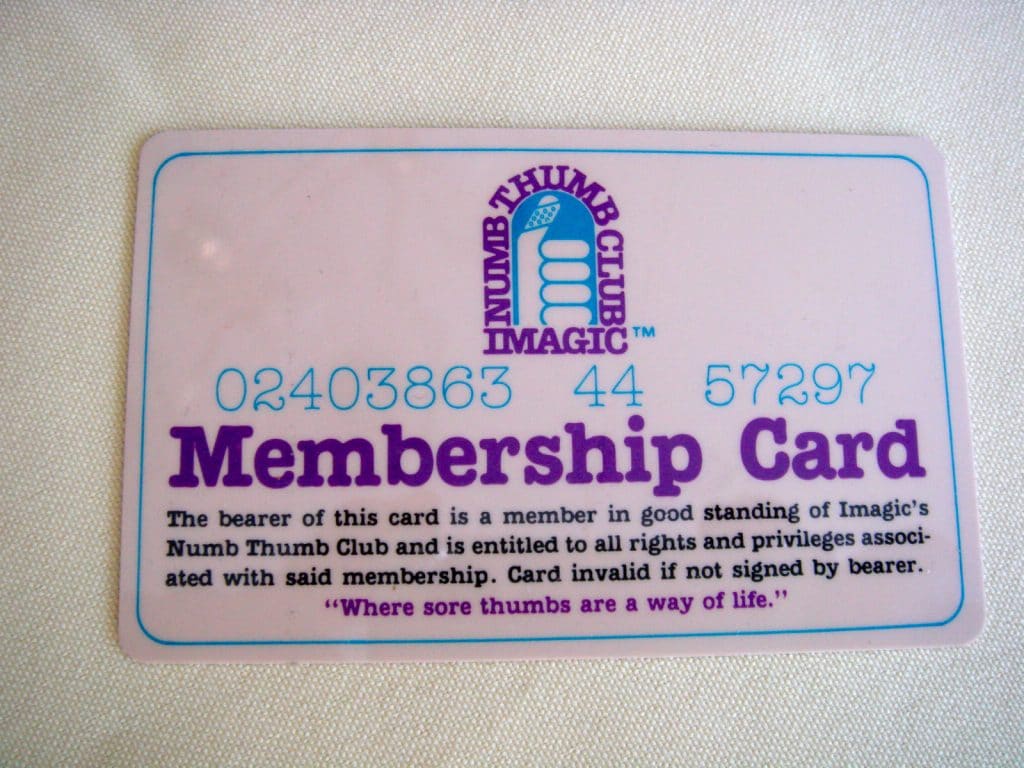 NUMB THUMB CLUB
IMAGIC™
02403863 44 57297
Membership Card
The bearer of this card is a member in good standing of Imagic's
Numb Thumb Club and is entitled to all rights and privileges associ-
ated with said membership. Card invalid if not signed by bearer.
"Where sore thumbs are a way of life."